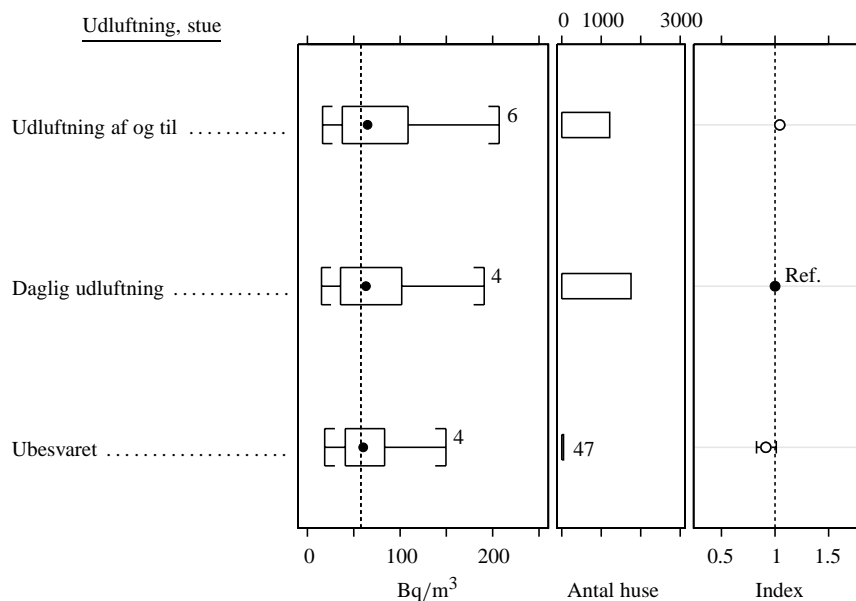 Udluftning, stue
0 1000 3000
Udluftning af og til ........... 6
Daglig udluftning ............. 4 Ref.
Ubesvaret .................... 4 47
0 100 200 0.5 1 1.5
Bq/m³ Antal huse Index